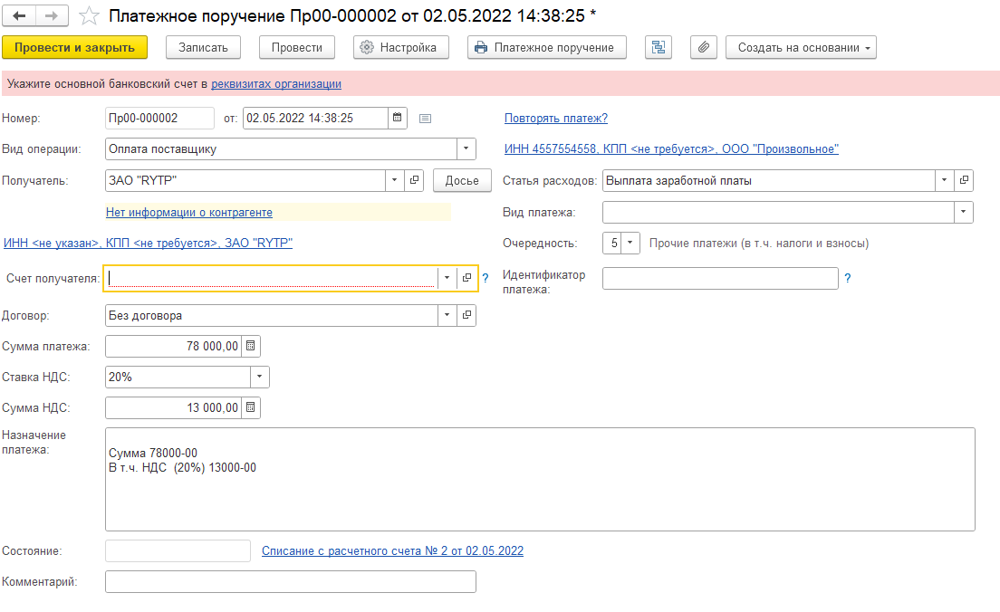 Платежное поручение Пр00-000002 от 02.05.2022 14:38:25 *
Провести и закрыть Записать Провести Настройка Платежное поручение Создать на основании
Укажите основной банковский счет в реквизитах организации
Номер: Пр00-000002 от: 02.05.2022 14:38:25 Повторять платеж?
Вид операции: Оплата поставщику ИНН 4557554558, КПП <не требуется>, ООО "Произвольное"
Получатель: ЗАО "RYTP" Досье Статья расходов: Выплата заработной платы
Нет информации о контрагенте Вид платежа:
ИНН <не указан>, КПП <не требуется>, ЗАО "RYTP" Очередность: 5 Прочие платежи (в т.ч. налоги и взносы)
Счет получателя: ? Идентификатор
платежа: ?
Договор: Без договора
Сумма платежа: 78 000,00
Ставка НДС: 20%
Сумма НДС: 13 000,00
Назначение
платежа:
Сумма 78000-00
В т.ч. НДС (20%) 13000-00
Состояние: Списание с расчетного счета № 2 от 02.05.2022
Комментарий: